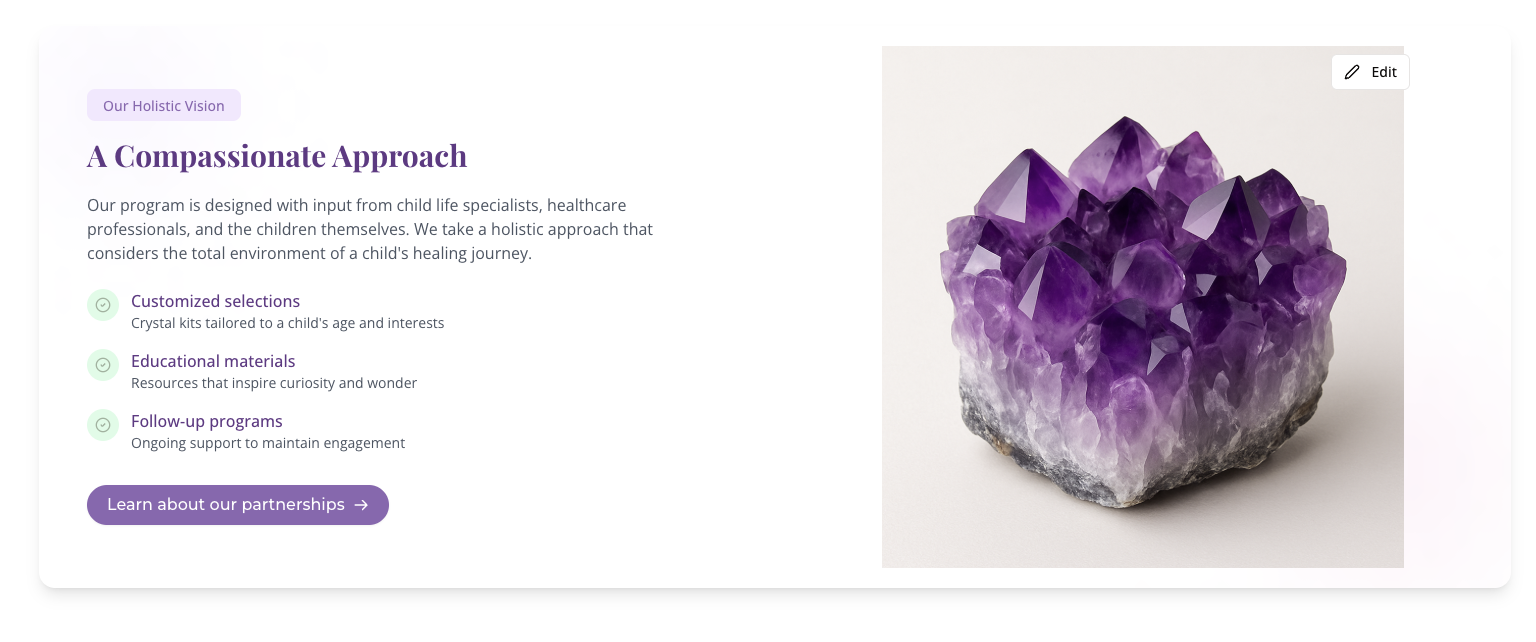 Our Holistic Vision
A Compassionate Approach
Our program is designed with input from child life specialists, healthcare
professionals, and the children themselves. We take a holistic approach that
considers the total environment of a child's healing journey.
Customized selections
Crystal kits tailored to a child's age and interests
Educational materials
Resources that inspire curiosity and wonder
Follow-up programs
Ongoing support to maintain engagement
Learn about our partnerships →
Edit